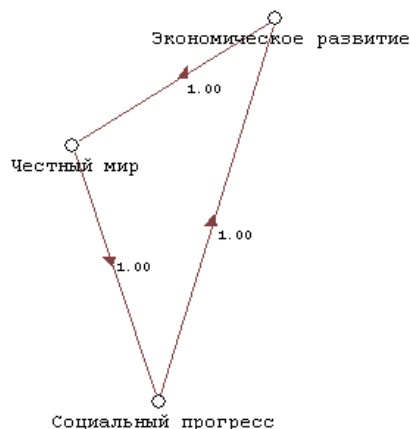 Экономическое развитие
1.00
Честный мир
1.00
1.00
Социальный прогресс